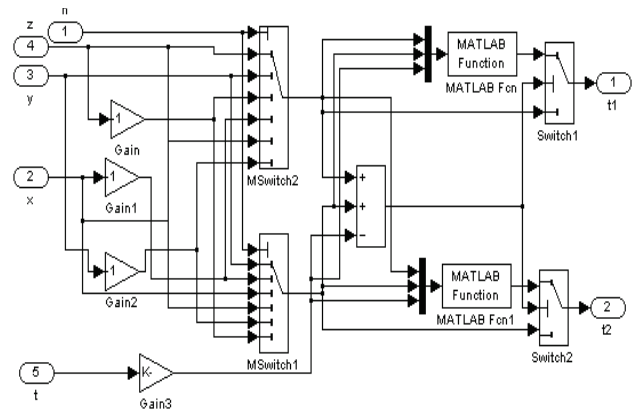 n
1
z
4
3
y
2
x
1
Gain
1
Gain1
1
Gain2
5
t
K-
Gain3
MSwitch2
MSwitch1
+
+
-
MATLAB
Function
MATLAB Fcn
Switch1
1
t1
MATLAB
Function
MATLAB Fcn1
Switch2
2
t2